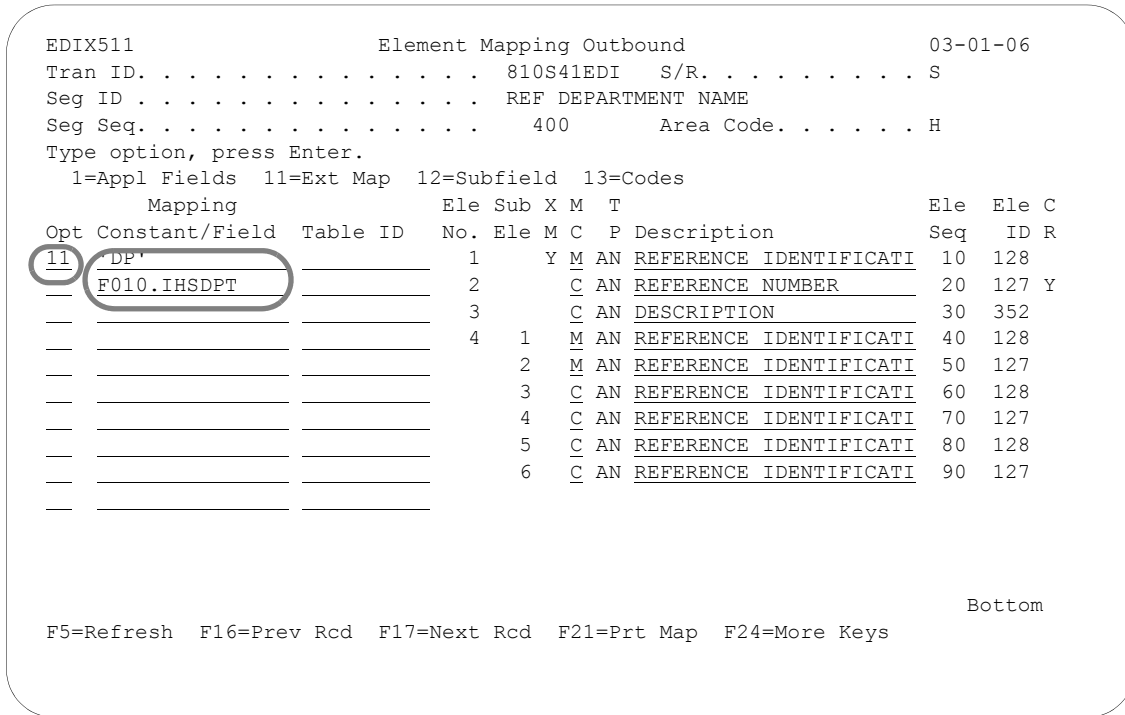 EDIX511 Element Mapping Outbound 03-01-06
Tran ID. . . . . . . . . . . . . . . 810S41EDI S/R. . . . . . . . . S
Seg ID . . . . . . . . . . . . . . . REF DEPARTMENT NAME
Seg Seq. . . . . . . . . . . . . . . 400 Area Code. . . . . . H
Type option, press Enter.
1=Appl Fields 11=Ext Map 12=Subfield 13=Codes
Mapping Ele Sub X M T Ele Ele C
Opt Constant/Field Table ID No. Ele M C P Description Seq ID R
11 'DP' 1 Y M AN REFERENCE IDENTIFICATI 10 128
F010.IHSDPT 2 C AN REFERENCE NUMBER 20 127 Y
3 C AN DESCRIPTION 30 352
4 1 M AN REFERENCE IDENTIFICATI 40 128
2 M AN REFERENCE IDENTIFICATI 50 127
3 C AN REFERENCE IDENTIFICATI 60 128
4 C AN REFERENCE IDENTIFICATI 70 127
5 C AN REFERENCE IDENTIFICATI 80 128
6 C AN REFERENCE IDENTIFICATI 90 127
Bottom
F5=Refresh F16=Prev Rcd F17=Next Rcd F21=Prt Map F24=More Keys